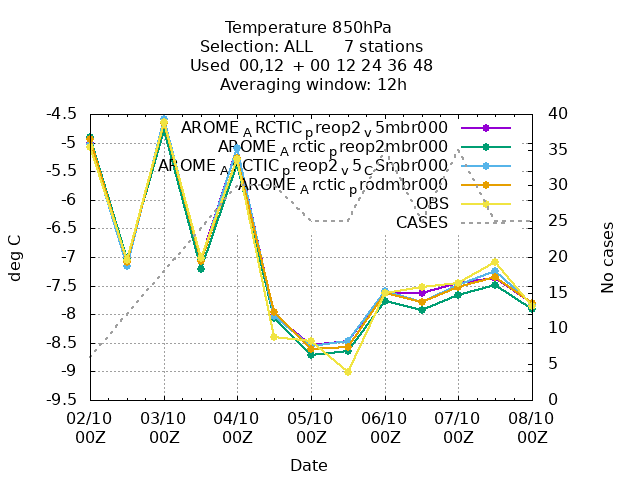 Temperature 850hPa
Selection: ALL 7 stations
Used 00,12 + 00 12 24 36 48
Averaging window: 12h
AROME_ARCTIC_preop2_v5mbr000
AROME_Arctic_preop2mbr000
AROME_ARCTIC_preop2_v5_cSmbr000
AROME_Arctic_prodmbr000
OBS
CASES
-4.5
-5
-5.5
-6
-6.5
-7
-7.5
-8
-8.5
-9
-9.5
40
35
30
25
20
15
10
5
0
deg C
No cases
02/10 03/10 04/10 05/10 06/10 07/10 08/10
00Z 00Z 00Z 00Z 00Z 00Z 00Z
Date